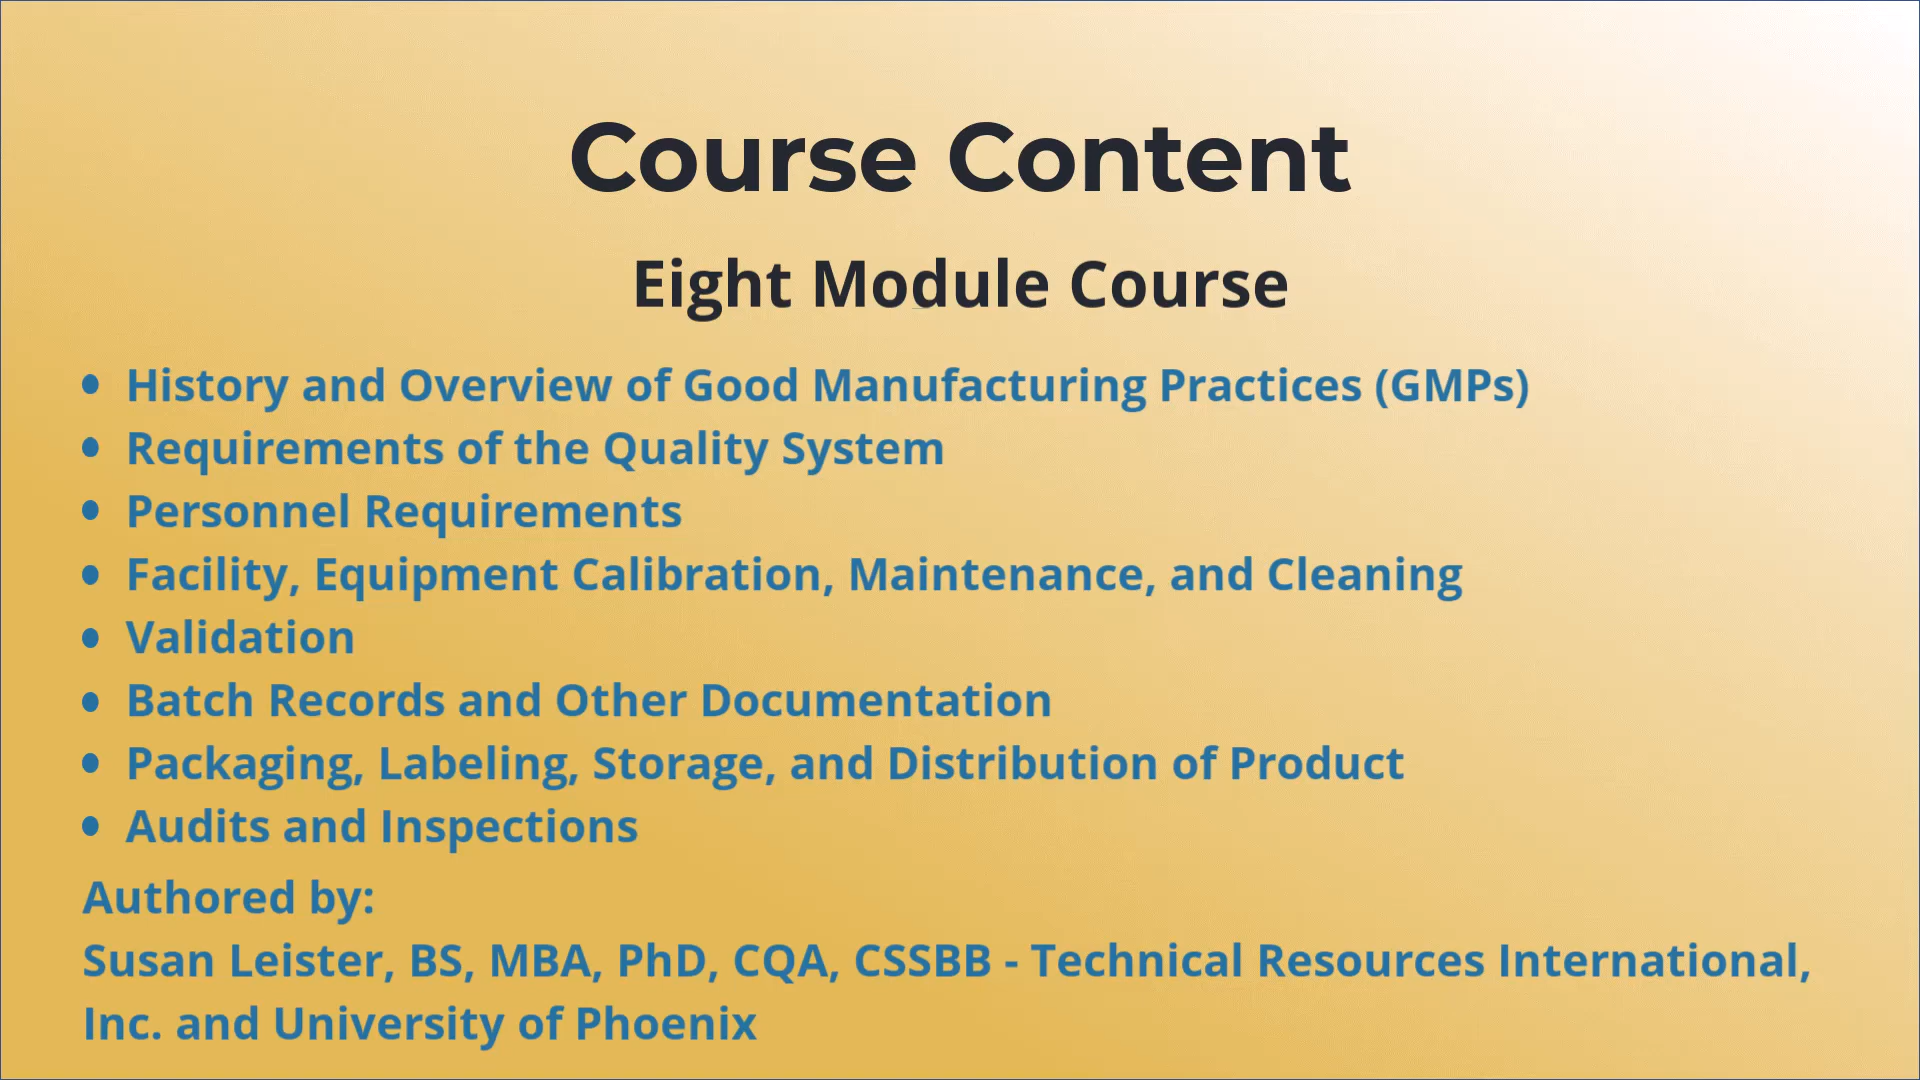 Course Content
Eight Module Course
• History and Overview of Good Manufacturing Practices (GMPs)
• Requirements of the Quality System
• Personnel Requirements
• Facility, Equipment Calibration, Maintenance, and Cleaning
• Validation
• Batch Records and Other Documentation
• Packaging, Labeling, Storage, and Distribution of Product
• Audits and Inspections
Authored by:
Susan Leister, BS, MBA, PhD, CQA, CSSBB - Technical Resources International,
Inc. and University of Phoenix